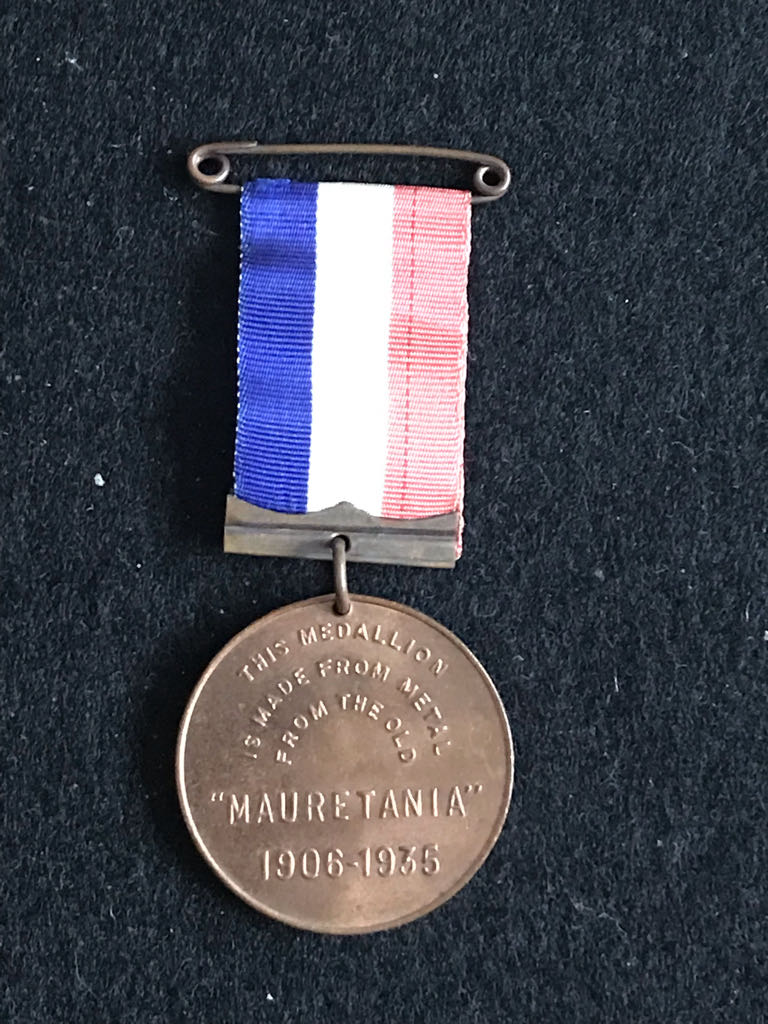 THIS MEDALLION
IS MADE FROM METAL
FROM THE OLD
"MAURETANIA"
1906-1935